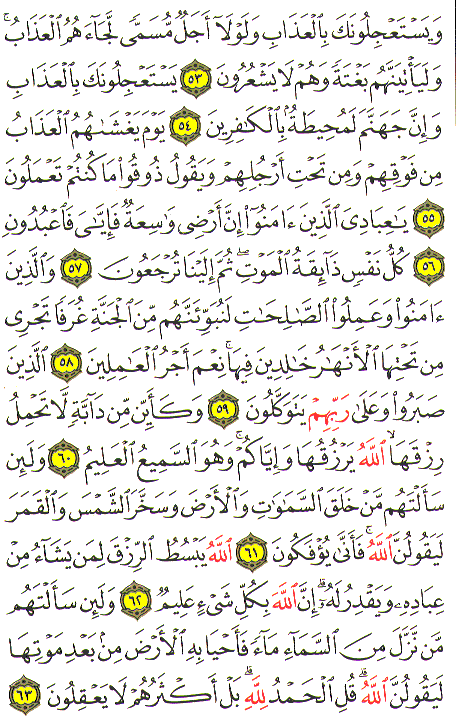 وَيَسْتَعْجِلُونَكَ بِٱلْعَذَابِ وَلَوْلَآ أَجَلٌ مُّسَمًّى لَّجَآءَهُمُ ٱلْعَذَابُ ۚ
وَلَيَأْتِيَنَّهُم بَغْتَةً وَهُمْ لَا يَشْعُرُونَ ٥٣ يَسْتَعْجِلُونَكَ بِٱلْعَذَابِ
وَإِنَّ جَهَنَّمَ لَمُحِيطَةٌۢ بِٱلْكَٰفِرِينَ ٥٤ يَوْمَ يَغْشَىٰهُمُ ٱلْعَذَابُ
مِن فَوْقِهِمْ وَمِن تَحْتِ أَرْجُلِهِمْ وَيَقُولُ ذُوقُوا۟ مَا كُنتُمْ تَعْمَلُونَ
٥٥ يَٰعِبَادِىَ ٱلَّذِينَ ءَامَنُوٓا۟ إِنَّ أَرْضِى وَٰسِعَةٌ فَإِيَّٰىَ فَٱعْبُدُونِ
٥٦ كُلُّ نَفْسٍ ذَآئِقَةُ ٱلْمَوْتِ ۖ ثُمَّ إِلَيْنَا تُرْجَعُونَ ٥٧ وَٱلَّذِينَ
ءَامَنُوا۟ وَعَمِلُوا۟ ٱلصَّٰلِحَٰتِ لَنُبَوِّئَنَّهُم مِّنَ ٱلْجَنَّةِ غُرَفًا تَجْرِى
مِن تَحْتِهَا ٱلْأَنْهَٰرُ خَٰلِدِينَ فِيهَا ۚ نِعْمَ أَجْرُ ٱلْعَٰمِلِينَ ٥٨ ٱلَّذِينَ
صَبَرُوا۟ وَعَلَىٰ رَبِّهِمْ يَتَوَكَّلُونَ ٥٩ وَكَأَيِّن مِّن دَآبَّةٍ لَّا تَحْمِلُ
رِزْقَهَا ٱللَّهُ يَرْزُقُهَا وَإِيَّاكُمْ ۚ وَهُوَ ٱلسَّمِيعُ ٱلْعَلِيمُ ٦٠ وَلَئِن
سَأَلْتَهُم مَّنْ خَلَقَ ٱلسَّمَٰوَٰتِ وَٱلْأَرْضَ وَسَخَّرَ ٱلشَّمْسَ وَٱلْقَمَرَ
لَيَقُولُنَّ ٱللَّهُ ۖ فَأَنَّىٰ يُؤْفَكُونَ ٦١ ٱللَّهُ يَبْسُطُ ٱلرِّزْقَ لِمَن يَشَآءُ مِنْ
عِبَادِهِۦ وَيَقْدِرُ لَهُۥٓ ۚ إِنَّ ٱللَّهَ بِكُلِّ شَىْءٍ عَلِيمٌ ٦٢ وَلَئِن سَأَلْتَهُم
مَّن نَّزَّلَ مِنَ ٱلسَّمَآءِ مَآءً فَأَحْيَا بِهِ ٱلْأَرْضَ مِنۢ بَعْدِ مَوْتِهَا
لَيَقُولُنَّ ٱللَّهُ ۚ قُلِ ٱلْحَمْدُ لِلَّهِ ۚ بَلْ أَكْثَرُهُمْ لَا يَعْقِلُونَ ٦٣